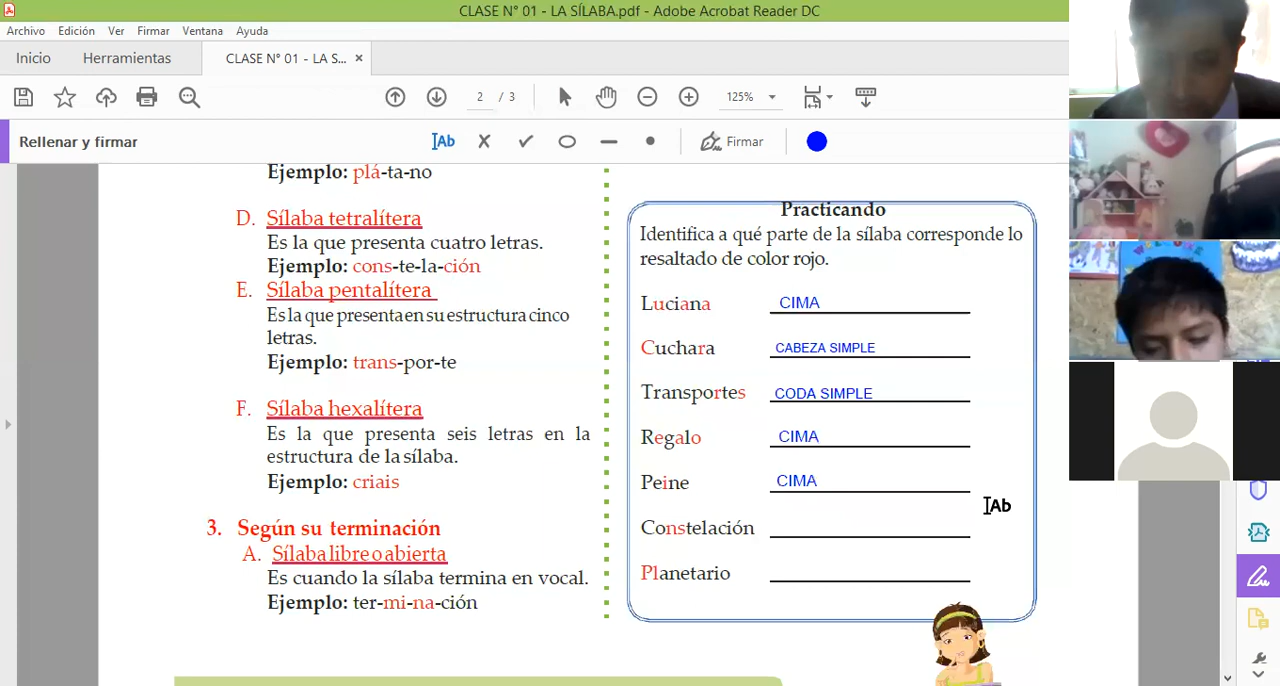 CLASE N° 01 - LA SÍLABA.pdf - Adobe Acrobat Reader DC
Archivo Edición Ver Firmar Ventana Ayuda
Inicio Herramientas CLASE N° 01 - LA S... ×
2 / 3 125%
Rellenar y firmar Ab Firmar
Ejemplo: plá-ta-no
D. Sílaba tetralítera
Es la que presenta cuatro letras.
Ejemplo: cons-te-la-ción
E. Sílaba pentalítera
Es la que presenta en su estructura cinco
letras.
Ejemplo: trans-por-te
F. Sílaba hexalítera
Es la que presenta seis letras en la
estructura de la sílaba.
Ejemplo: criais
3. Según su terminación
A. Sílaba libre o abierta
Es cuando la sílaba termina en vocal.
Ejemplo: ter-mi-na-ción
Practicando
Identifica a qué parte de la sílaba corresponde lo
resaltado de color rojo.
Luciana CIMA
Cuchara CABEZA SIMPLE
Transportes CODA SIMPLE
Regalo CIMA
Peine CIMA
Ab
Constelación
Planetario